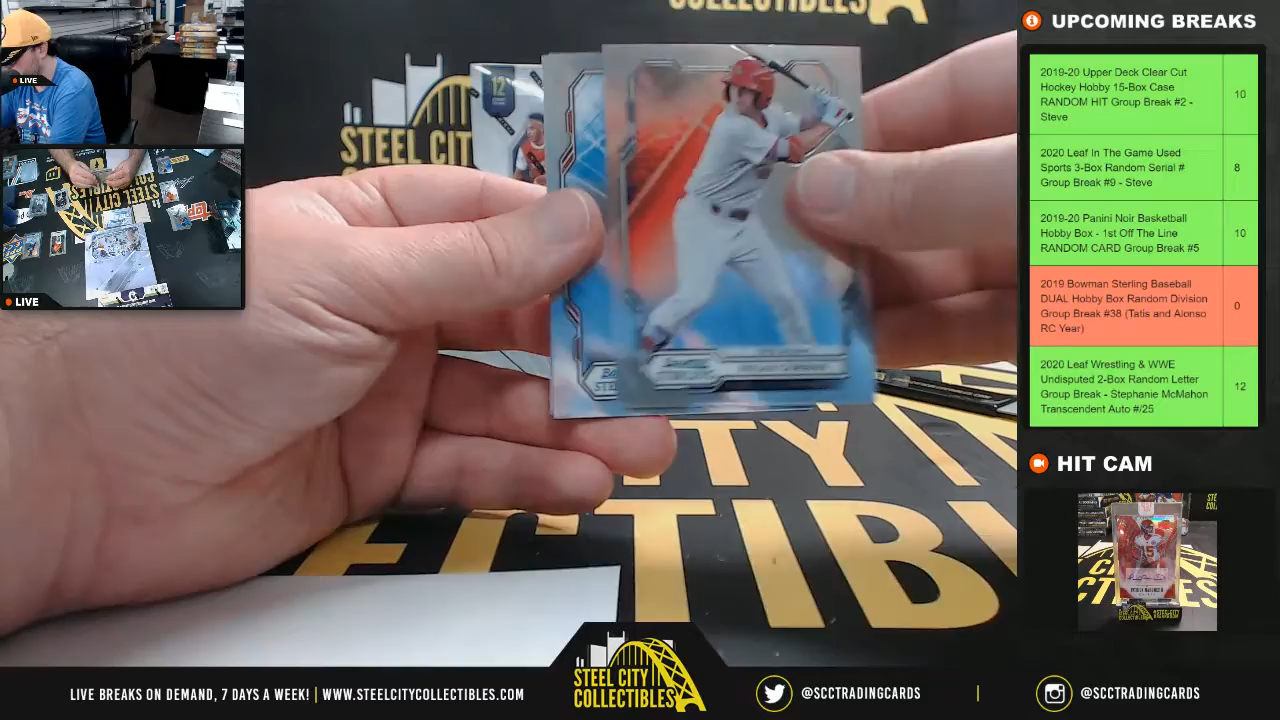 LIVE
LIVE
COLLECTIBLES
STEEL CITY
12
UPCOMING BREAKS
2019-20 Upper Deck Clear Cut
Hockey Hobby 15-Box Case
RANDOM HIT Group Break #2 -
Steve
10
2020 Leaf In The Game Used
Sports 3-Box Random Serial #
Group Break #9 - Steve
8
2019-20 Panini Noir Basketball
Hobby Box - 1st Off The Line
RANDOM CARD Group Break #5
10
2019 Bowman Sterling Baseball
DUAL Hobby Box Random Division
Group Break #38 (Tatis and Alonso
RC Year)
0
2020 Leaf Wrestling & WWE
Undisputed 2-Box Random Letter
Group Break - Stephanie McMahon
Transcendent Auto #/25
12
HIT CAM
LIVE BREAKS ON DEMAND, 7 DAYS A WEEK! | WWW.STEELCITYCOLLECTIBLES.COM
STEEL CITY
COLLECTIBLES
@SCCTRADINGCARDS
@SCCTRADINGCARDS